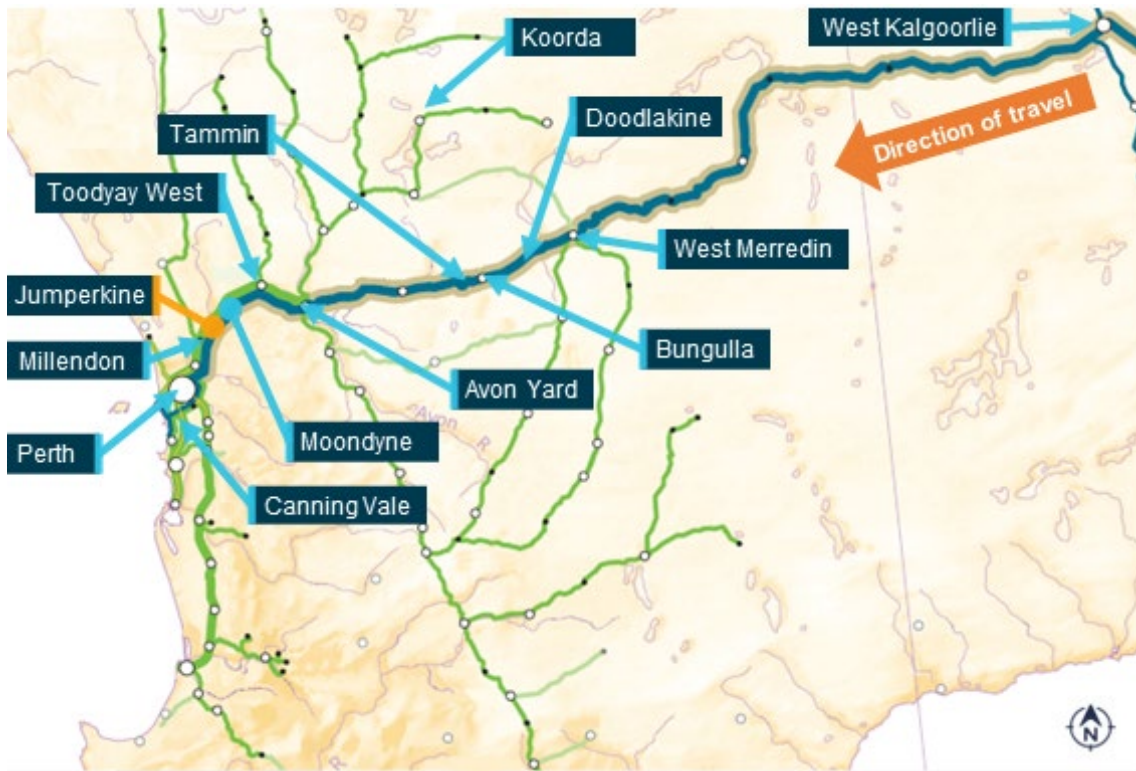 West Kalgoorlie
Koorda
Doodlakine
Direction of travel
Tammin
Toodyay West
West Merredin
Jumperkine
Millendon
Bungulla
Avon Yard
Avon R
Moondyne
Perth
Canning Vale
R
N